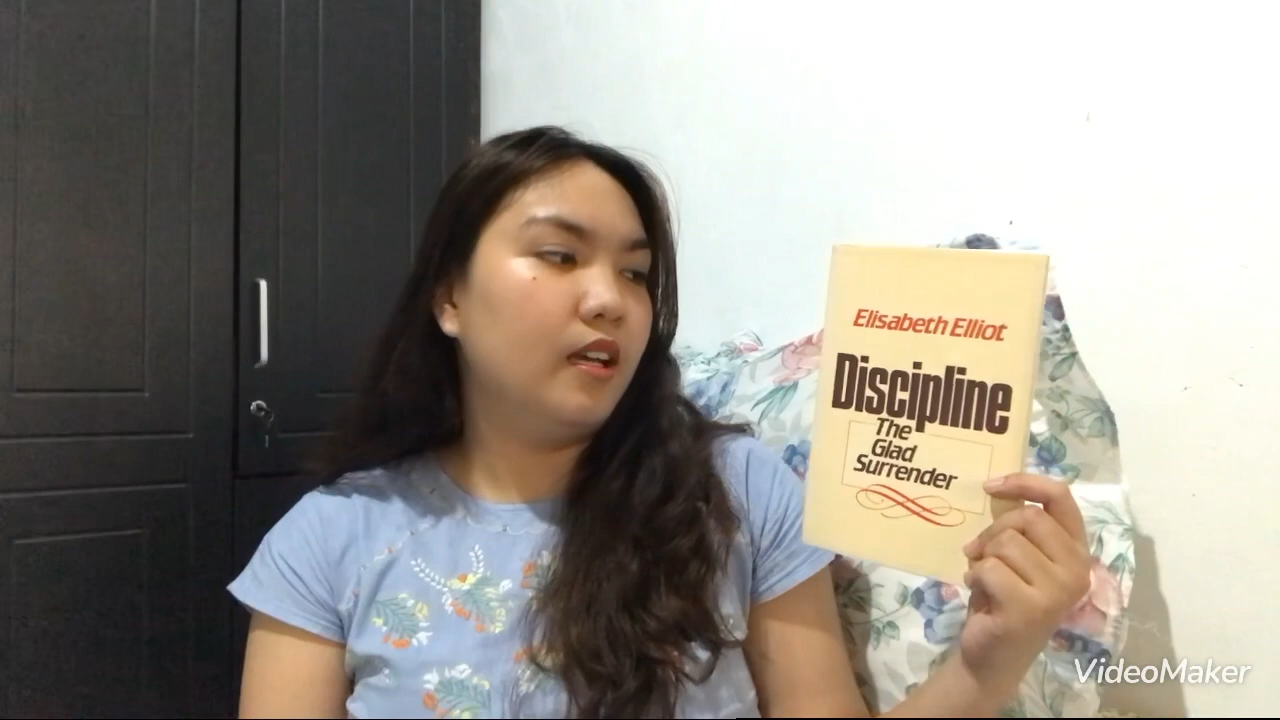 Elisabeth Elliot
Discipline
The
Glad
Surrender
VideoMaker